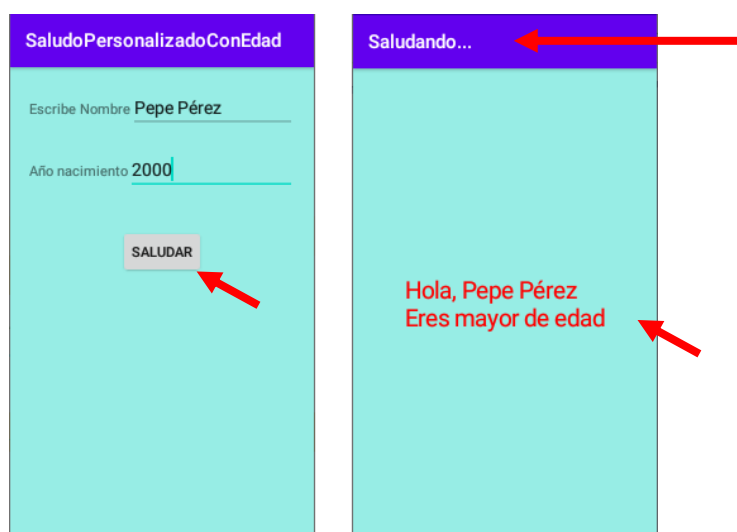 SaludoPersonalizadoConEdad
Escribe Nombre Pepe Pérez
Año nacimiento 2000
SALUDAR
Saludando...
Hola, Pepe Pérez
Eres mayor de edad